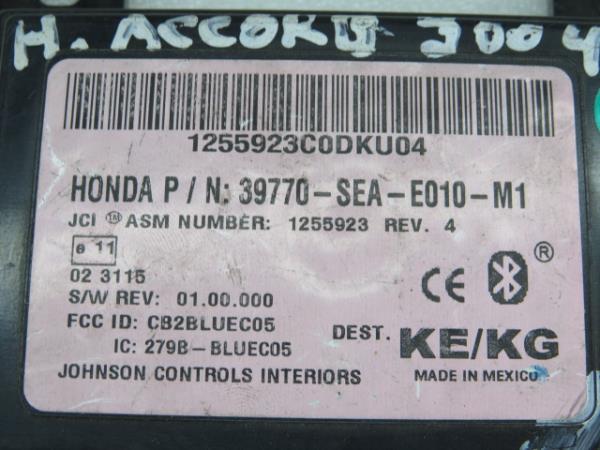 H. ACCORD 2004
1255923C0DKU04
HONDA P / N: 39770-SEA-E010-M1
JCI TM ASM NUMBER: 1255923 REV. 4
e 11
02 3115
CE ®
S/W REV: 01.00.000
FCC ID: CB2BLUEC05
IC: 279B-BLUEC05
DEST. KE/KG
JOHNSON CONTROLS INTERIORS
MADE IN MEXICO